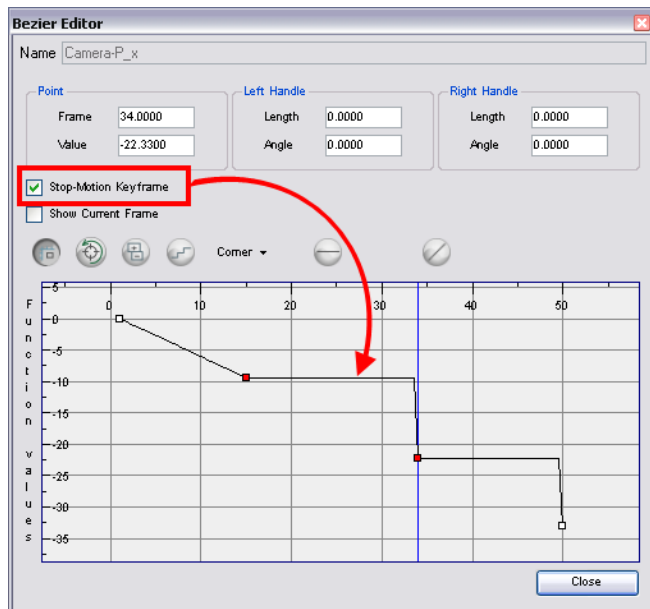 Bezier Editor
Name Camera-P_x
Point Left Handle Right Handle
Frame 34.0000 Length 0.0000 Length 0.0000
Value -22.3300 Angle 0.0000 Angle 0.0000
Stop-Motion Keyframe
Show Current Frame
Corner
5
0 10 20 30 40 50
0
-5
-10
-15
-20
-25
-30
-35
Function values
Close